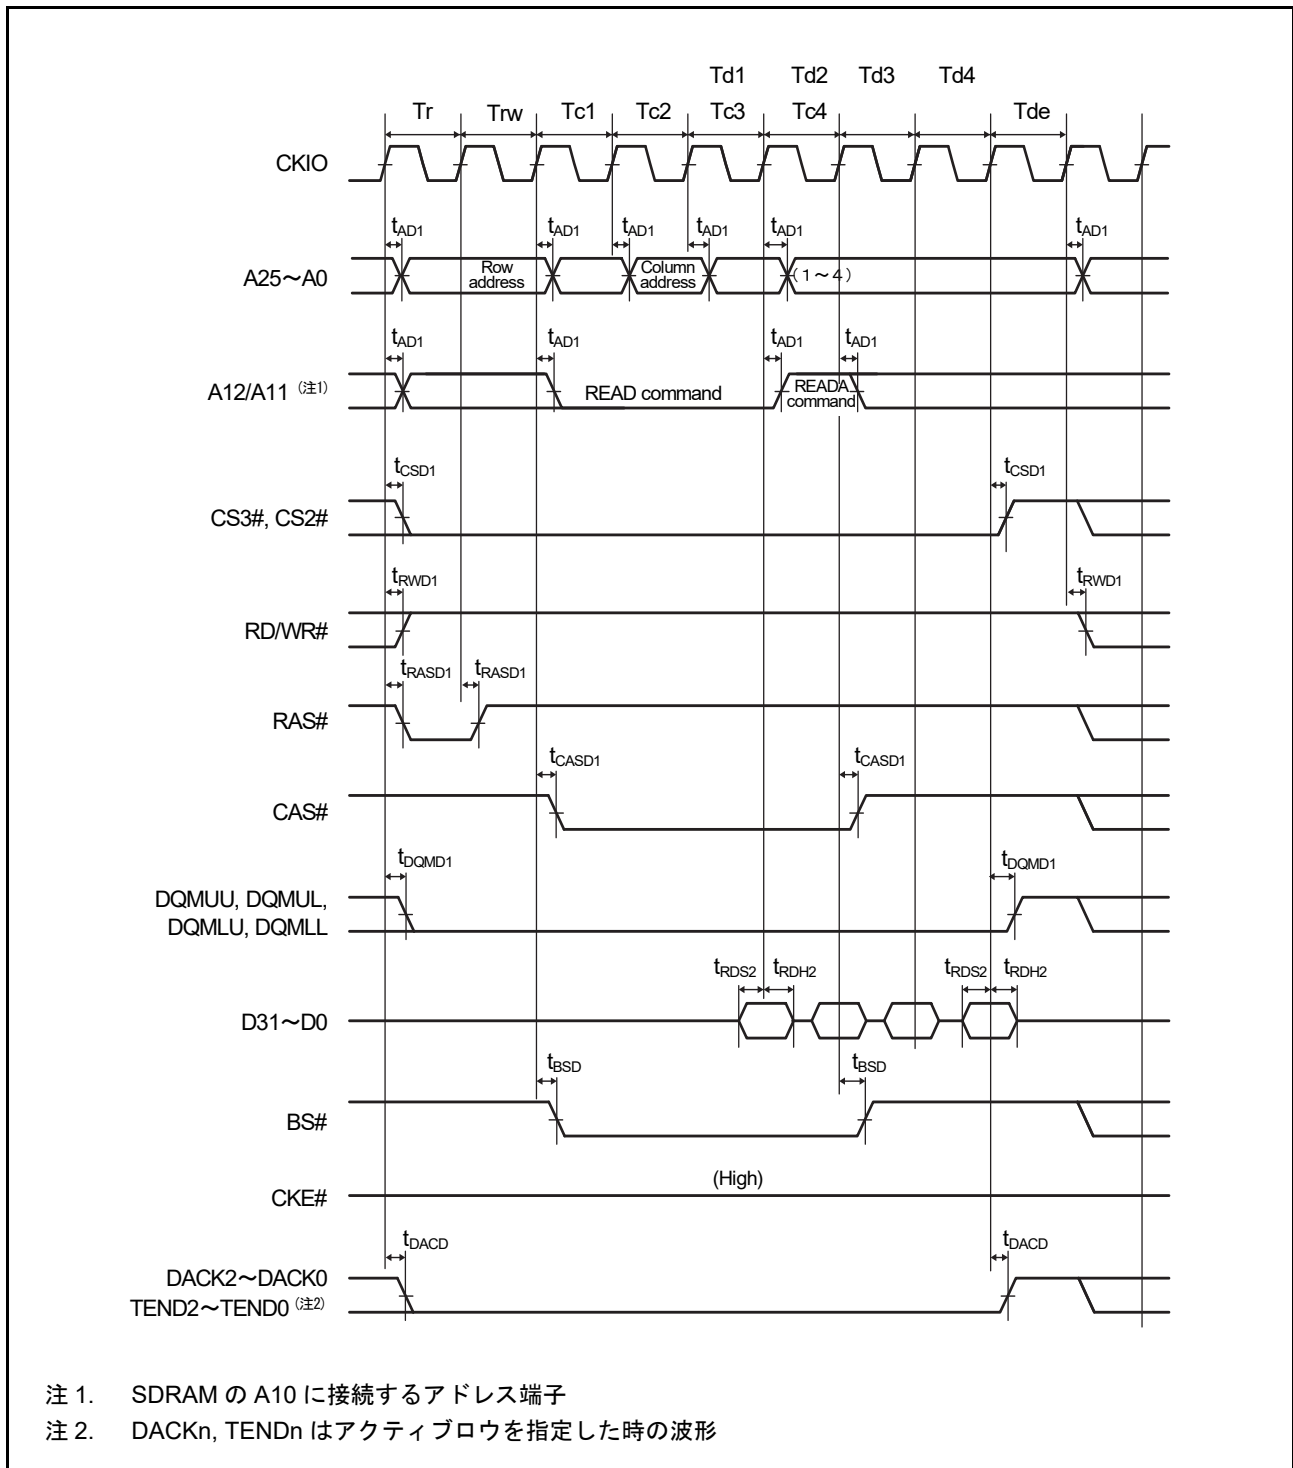 Td1 Td2 Td3 Td4
Tr Trw Tc1 Tc2 Tc3 Tc4 Tde
CKIO
tAD1 tAD1 tAD1 tAD1 tAD1 tAD1
A25～A0
Row address
Column address
(1～4)
tAD1 tAD1 tAD1 tAD1
A12/A11 (注1)
READ command
READA command
tCSD1 tCSD1
CS3#, CS2#
tRWD1 tRWD1
RD/WR#
tRASD1 tRASD1
RAS#
tCASD1 tCASD1
CAS#
tDQMD1 tDQMD1
DQMUU, DQMUL,
DQMLU, DQMLL
tRDS2 tRDH2 tRDS2 tRDH2
D31～D0
tBSD tBSD
BS#
(High)
CKE#
tDACD tDACD
DACK2～DACK0
TEND2～TEND0 (注2)
注 1. SDRAM の A10 に接続するアドレス端子
注 2. DACKn, TENDn はアクティブロウを指定した時の波形